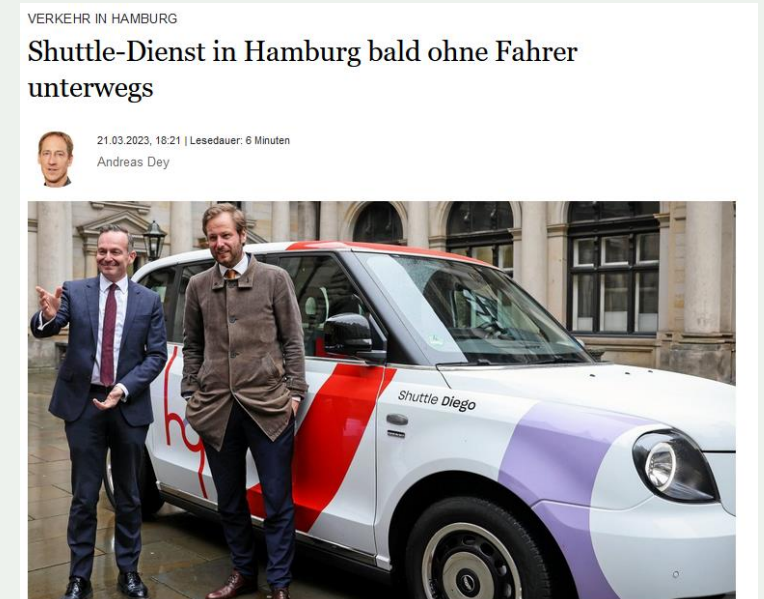 VERKEHR IN HAMBURG
Shuttle-Dienst in Hamburg bald ohne Fahrer
unterwegs
21.03.2023, 18:21 | Lesedauer: 6 Minuten
Andreas Dey
Shuttle Diego